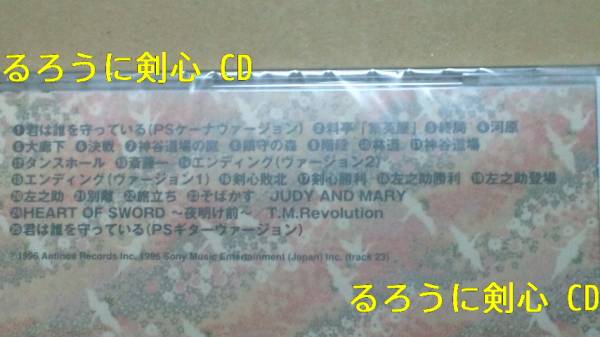 るろうに剣心 CD
❶君は誰を守っている(PSケーナヴァージョン) ❷料亭「集英屋」❸終局 ❹河原
❺大廊下 ❻決戦 ❼神谷道場の庭 ❽鎮守の森 ❾階段 ❿林道 ⓫神谷道場
⓬ダンスホール ⓭斎藤一 ⓮エンディング(ヴァージョン2)
⓯エンディング(ヴァージョン1) ⓰剣心敗北 ⓱剣心勝利 ⓲左之助勝利 ⓳左之助登場
⓴左之助 ㉑別離 ㉒旅立ち ㉓そばかす JUDY AND MARY
㉔HEART OF SWORD ～夜明け前～ T.M.Revolution
㉕君は誰を守っている(PSギターヴァージョン)
℗1996 Antinos Records Inc. 1996 Sony Music Entertainment (Japan) Inc. (track 23)
るろうに剣心 CD